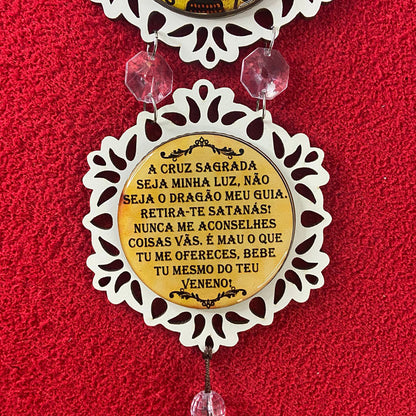 A CRUZ SAGRADA
SEJA MINHA LUZ, NÃO
SEJA O DRAGÃO MEU GUIA.
RETIRA-TE SATANÁS!
NUNCA ME ACONSELHES
COISAS VÃS. É MAU O QUE
TU ME OFERECES, BEBE
TU MESMO DO TEU
VENENO!